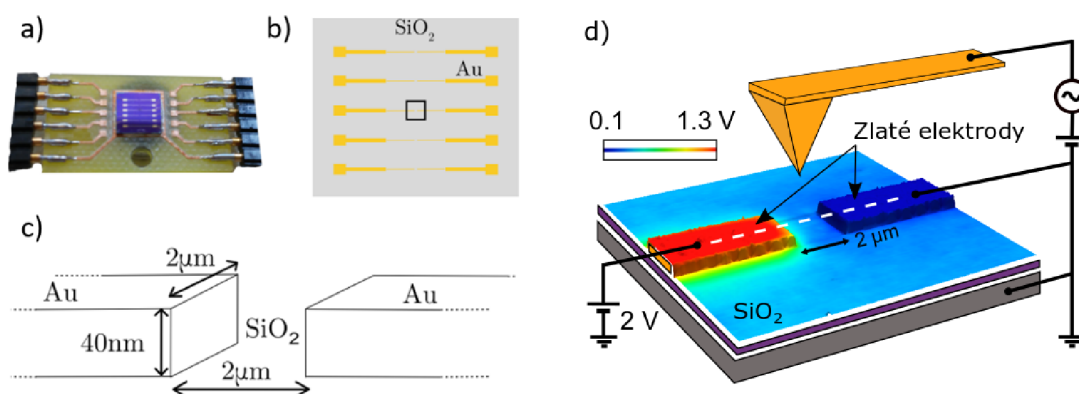 a)
b)
SiO₂
Au
c)
2μm
Au
Au
40nm
SiO₂
2μm
d)
0.1
1.3 V
Zlaté elektrody
2 μm
SiO₂
2 V